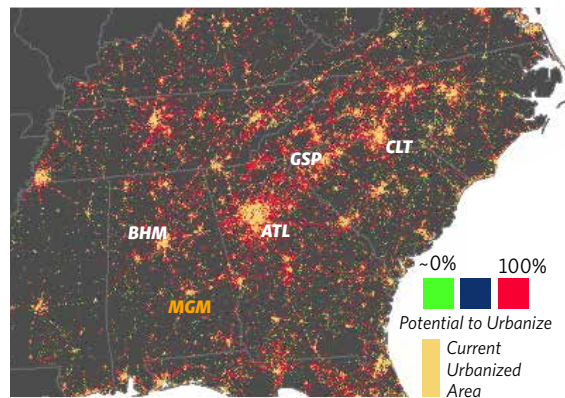 GSP
CLT
BHM
ATL
MGM
~0% 100%
Potential to Urbanize
Current
Urbanized
Area